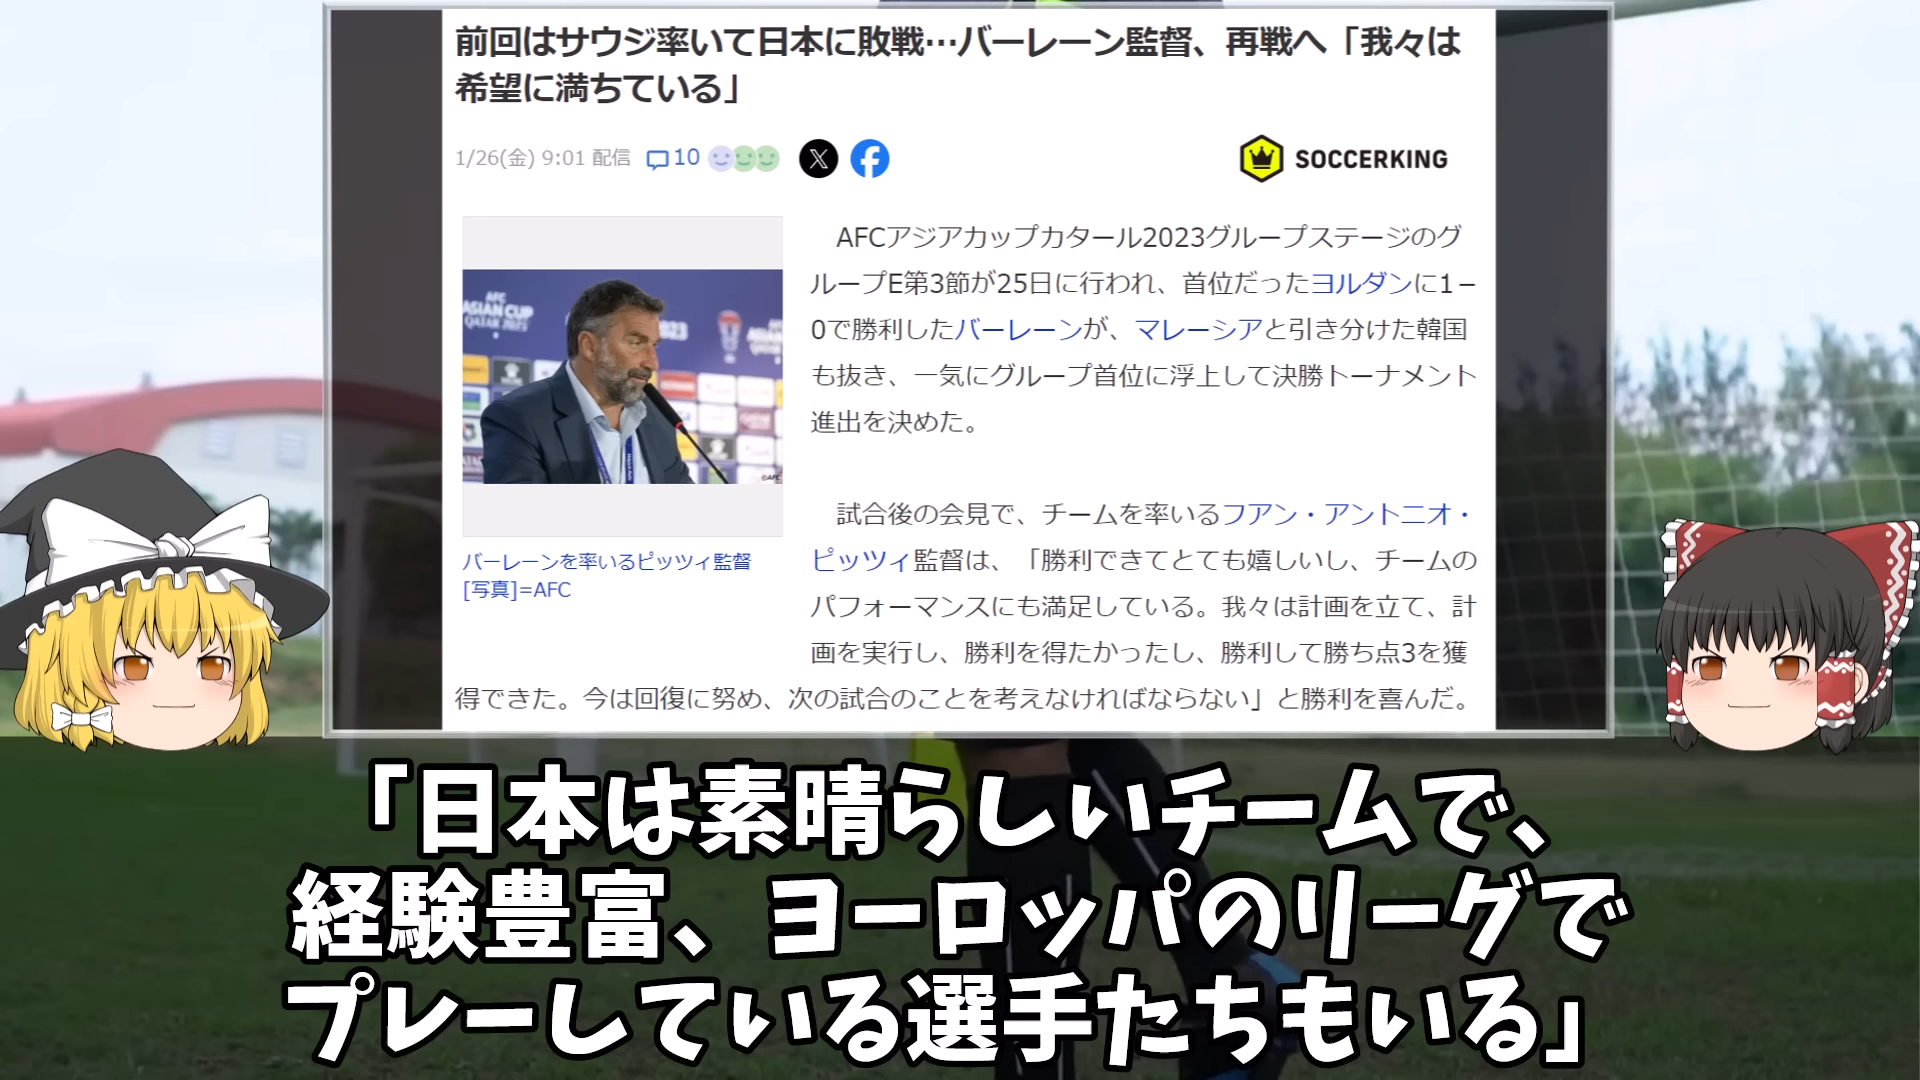 前回はサウジ率いて日本に敗戦…バーレーン監督、再戦へ「我々は
希望に満ちている」
1/26(金) 9:01 配信 10
SOCCERKING
AFC
ASIAN CUP
QATAR 2023
バーレーンを率いるピッツィ監督
[写真]=AFC
AFCアジアカップカタール2023グループステージのグ
ループE第3節が25日に行われ、首位だったヨルダンに1−
0で勝利したバーレーンが、マレーシアと引き分けた韓国
も抜き、一気にグループ首位に浮上して決勝トーナメント
進出を決めた。
試合後の会見で、チームを率いるフアン・アントニオ・
ピッツィ監督は、「勝利できてとても嬉しいし、チームの
パフォーマンスにも満足している。我々は計画を立て、計
画を実行し、勝利を得たかったし、勝利して勝ち点3を獲
得できた。今は回復に努め、次の試合のことを考えなければならない」と勝利を喜んだ。
「日本は素晴らしいチームで、
経験豊富、ヨーロッパのリーグで
プレーしている選手たちもいる」